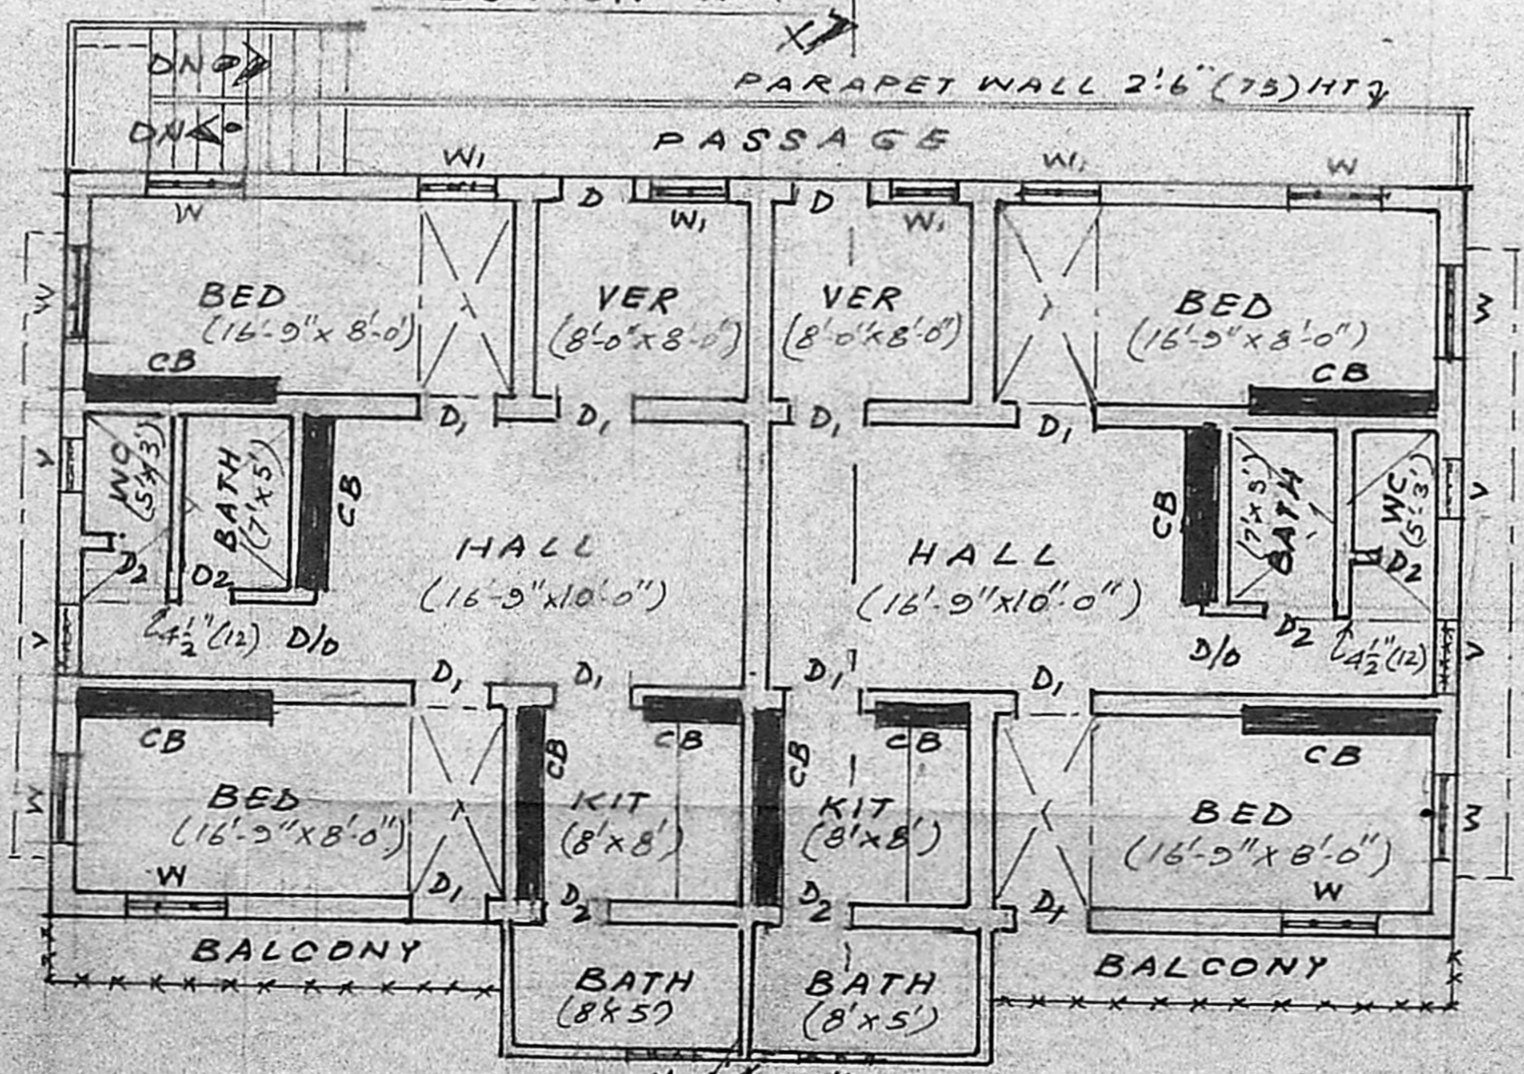 X
PARAPET WALL 2'.6" (75) HTg
DN
DN
PASSAGE
W1 W1 W
W D W1 D W1
BED VER VER BED
(16'-9" x 8'-0") (8'-0" x 8'-0") (8'-0" x 8'-0") (16'-9" x 8'-0")
W W
CB CB
D1 D1 D1 D1
WC (5'x3') BATH (7'x5') CB CB (7'x5') BATH WC (5'-3')
V V
HALL HALL
(16'-9" x 10'-0") (16'-9" x 10'-0")
D2 D2 D2
4½" (12) D/O D/O D2 4½" (12)
V V
D1 D1 D1 D1
CB CB CB CB CB CB
BED KIT KIT BED
(16'-9" x 8'-0") (8'x8') (8'x8') (16'-9" x 8'-0")
W W
W D1 D2 D2 D1 W
BALCONY BALCONY
BATH BATH
(8'x5') (8'x5')